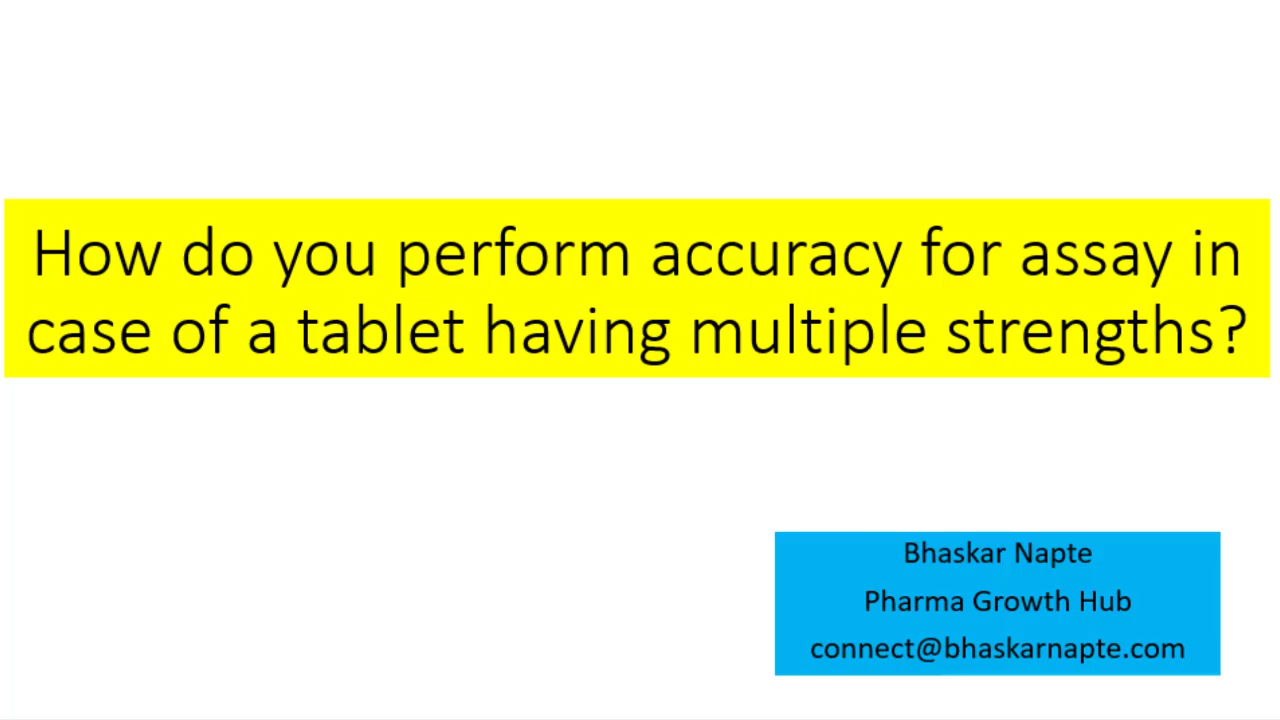 How do you perform accuracy for assay in
case of a tablet having multiple strengths?
Bhaskar Napte
Pharma Growth Hub
connect@bhaskarnapte.com